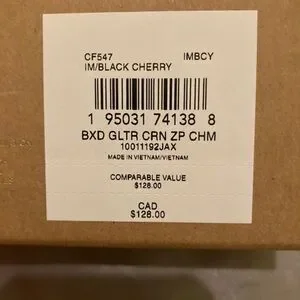 CF547 IMBCY
IM/BLACK CHERRY
1 95031 74138 8
BXD GLTR CRN ZP CHM
10011192JAX
MADE IN VIETNAM/VIETNAM
COMPARABLE VALUE
$128.00
CAD
$128.00